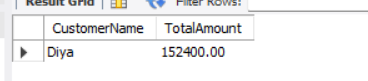 Result Grid Filter Rows:
CustomerName TotalAmount
Diya 152400.00